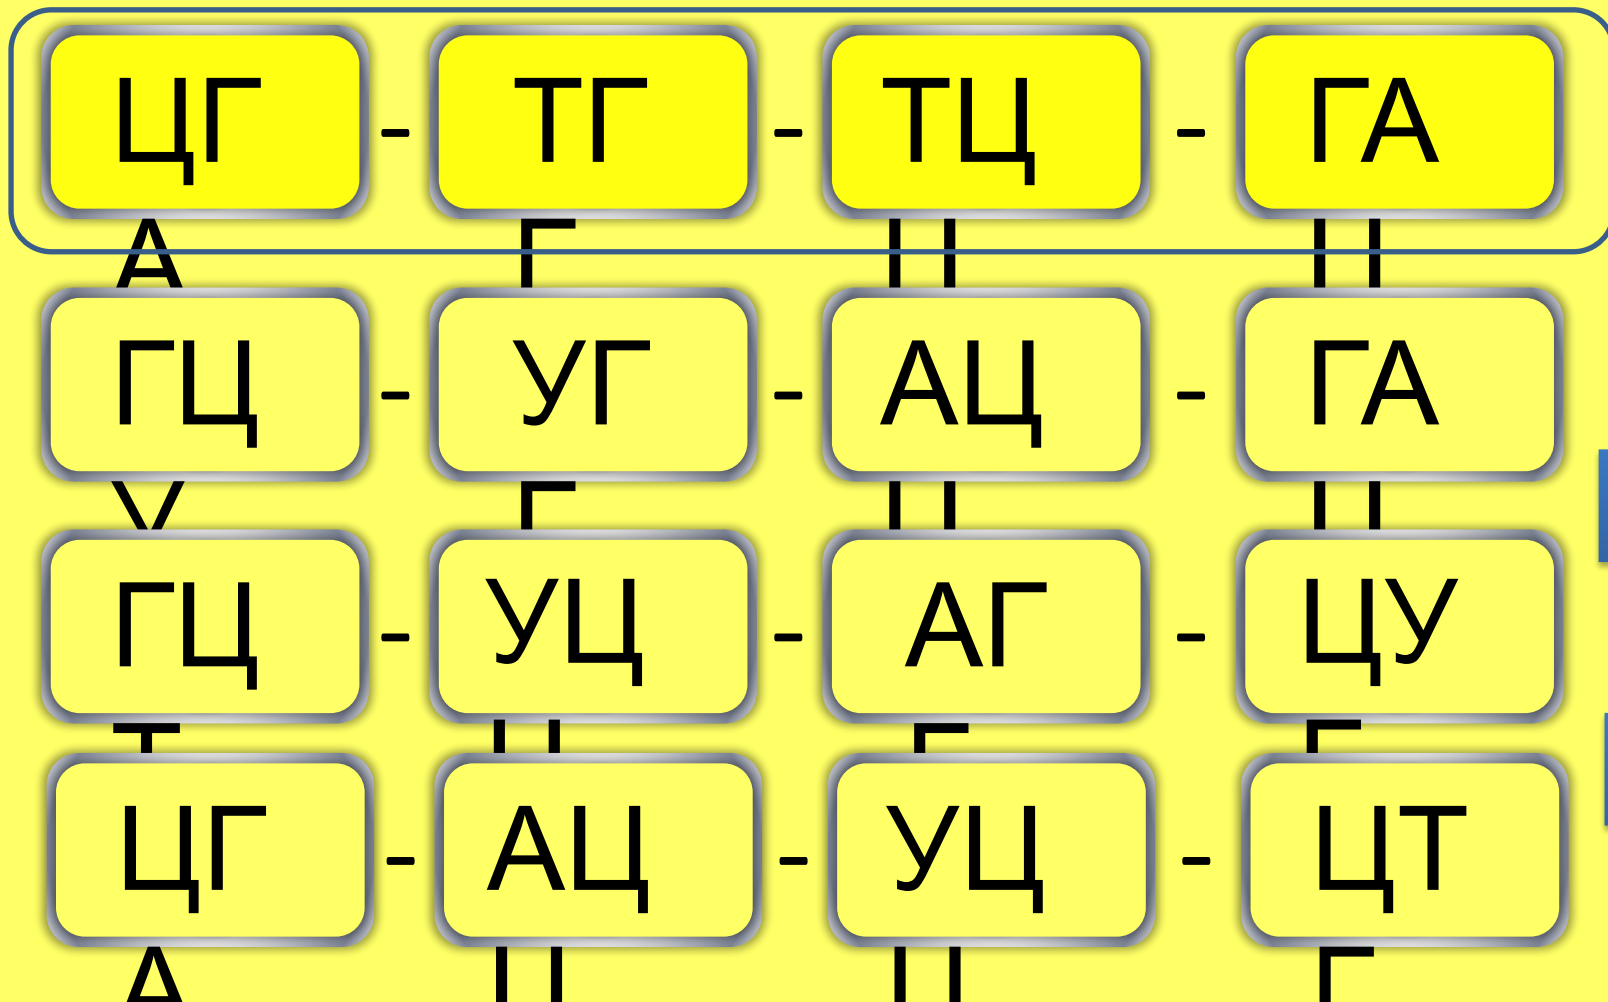 ЦГ - ТГ - ТЦ - ГА
А Г Ц Ц
ГЦ - УГ - АЦ - ГА
У Г Ц Ц
ГЦ - УЦ - АГ - ЦУ
Т Ц Г Г
ЦГ - АЦ - УЦ - ЦТ
А Ц Ц Г